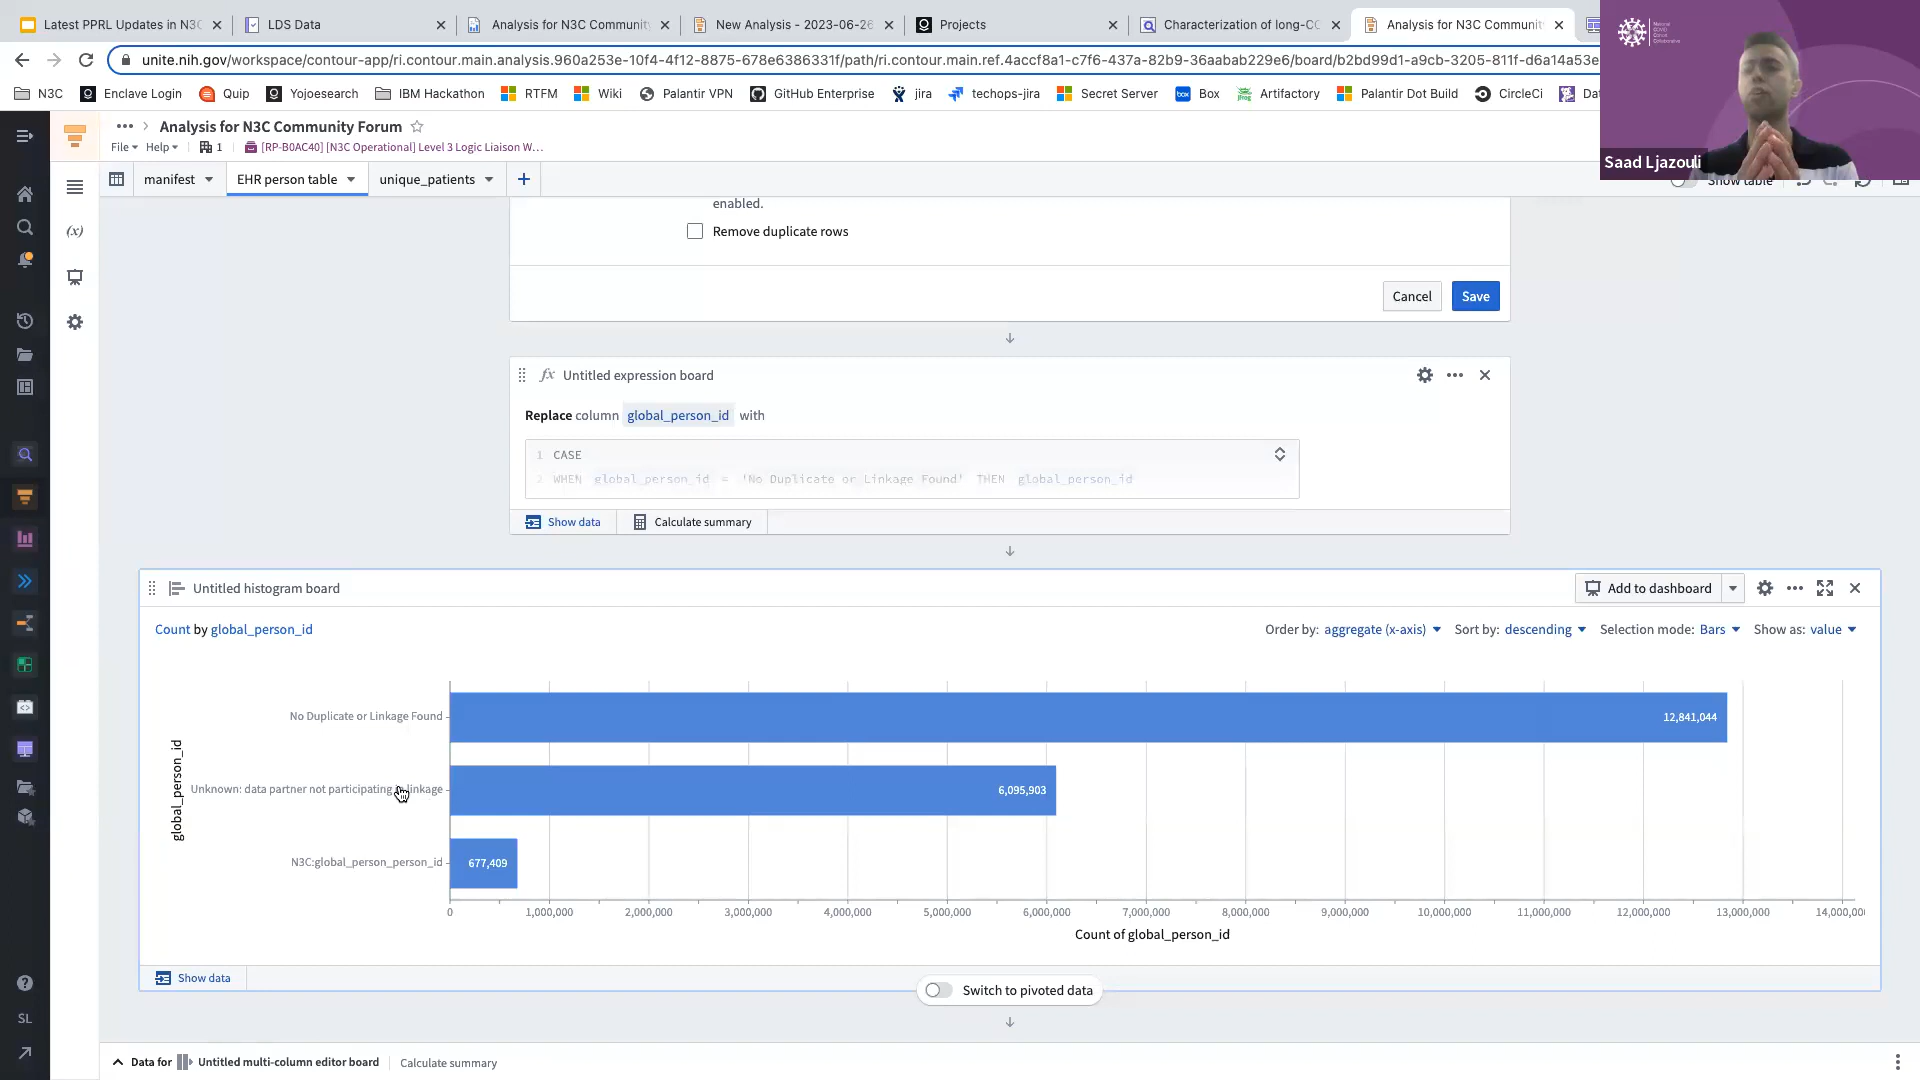 Latest PPRL Updates in N3C
LDS Data
Analysis for N3C Community
New Analysis - 2023-06-26
Projects
Characterization of long-CO
Analysis for N3C Communit
unite.nih.gov/workspace/contour-app/ri.contour.main.analysis.960a253e-10f4-4f12-8875-678e6386331f/path/ri.contour.main.ref.4accf8a1-c7f6-437a-82b9-36aabab229e6/board/b2bd99d1-a9cb-3205-811f-d6a14a53e
N3C
Enclave Login
Quip
Yojoesearch
IBM Hackathon
RTFM
Wiki
Palantir VPN
GitHub Enterprise
jira
techops-jira
Secret Server
Box
Artifactory
Palantir Dot Build
CircleCi
Dat
Saad Ljazouli
Analysis for N3C Community Forum
File
Help
1
[RP-B0AC40] [N3C Operational] Level 3 Logic Liaison W...
manifest
EHR person table
unique_patients
Show table
enabled.
Remove duplicate rows
Cancel
Save
fx Untitled expression board
Replace column global_person_id with
1 CASE
2 WHEN global_person_id = 'No Duplicate or Linkage Found' THEN global_person_id
Show data
Calculate summary
Untitled histogram board
Add to dashboard
Count by global_person_id
Order by: aggregate (x-axis)
Sort by: descending
Selection mode: Bars
Show as: value
global_person_id
No Duplicate or Linkage Found
12,841,044
Unknown: data partner not participating linkage
6,095,903
N3C:global_person_person_id
677,409
0
1,000,000
2,000,000
3,000,000
4,000,000
5,000,000
6,000,000
7,000,000
8,000,000
9,000,000
10,000,000
11,000,000
12,000,000
13,000,000
14,000,00
Count of global_person_id
Show data
Switch to pivoted data
(x)
SL
Data for Untitled multi-column editor board
Calculate summary